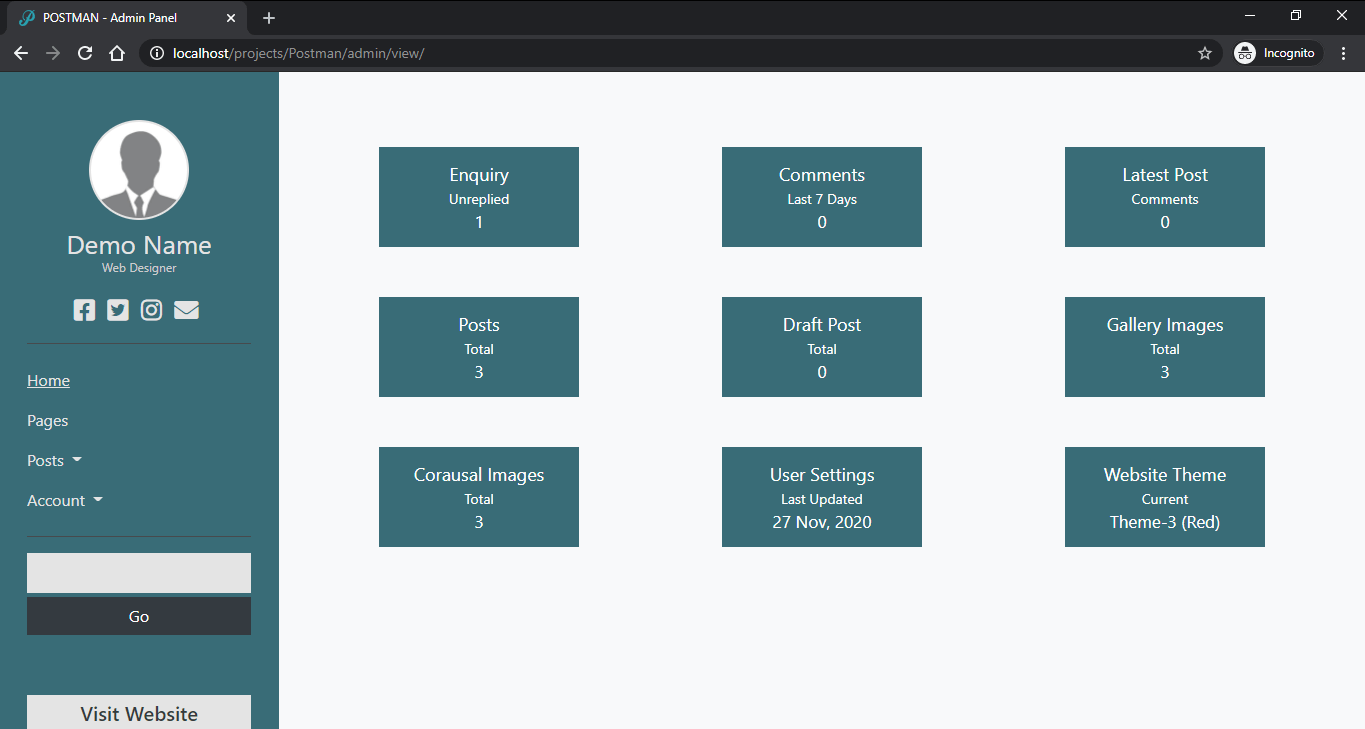 POSTMAN - Admin Panel
localhost/projects/Postman/admin/view/
Incognito
Demo Name
Web Designer
Home
Pages
Posts
Account
Go
Visit Website
Enquiry
Unreplied
1
Comments
Last 7 Days
0
Latest Post
Comments
0
Posts
Total
3
Draft Post
Total
0
Gallery Images
Total
3
Corausal Images
Total
3
User Settings
Last Updated
27 Nov, 2020
Website Theme
Current
Theme-3 (Red)